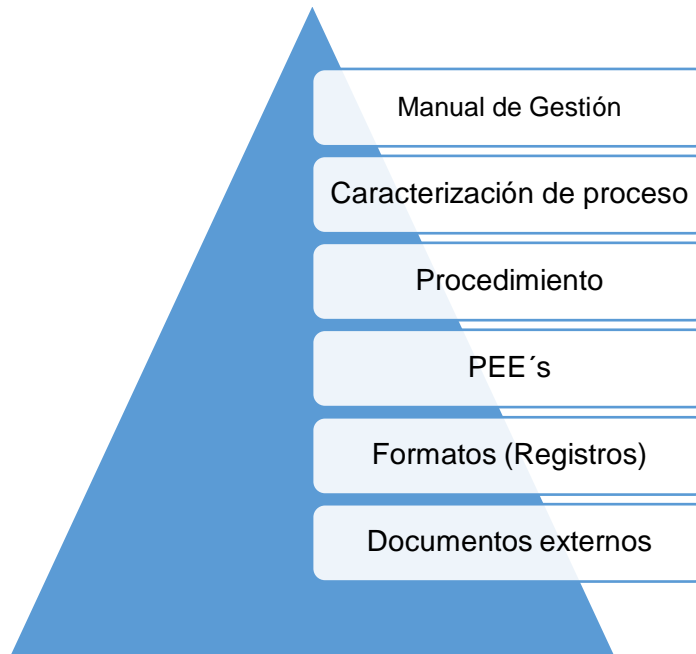 Manual de Gestión
Caracterización de proceso
Procedimiento
PEE´s
Formatos (Registros)
Documentos externos